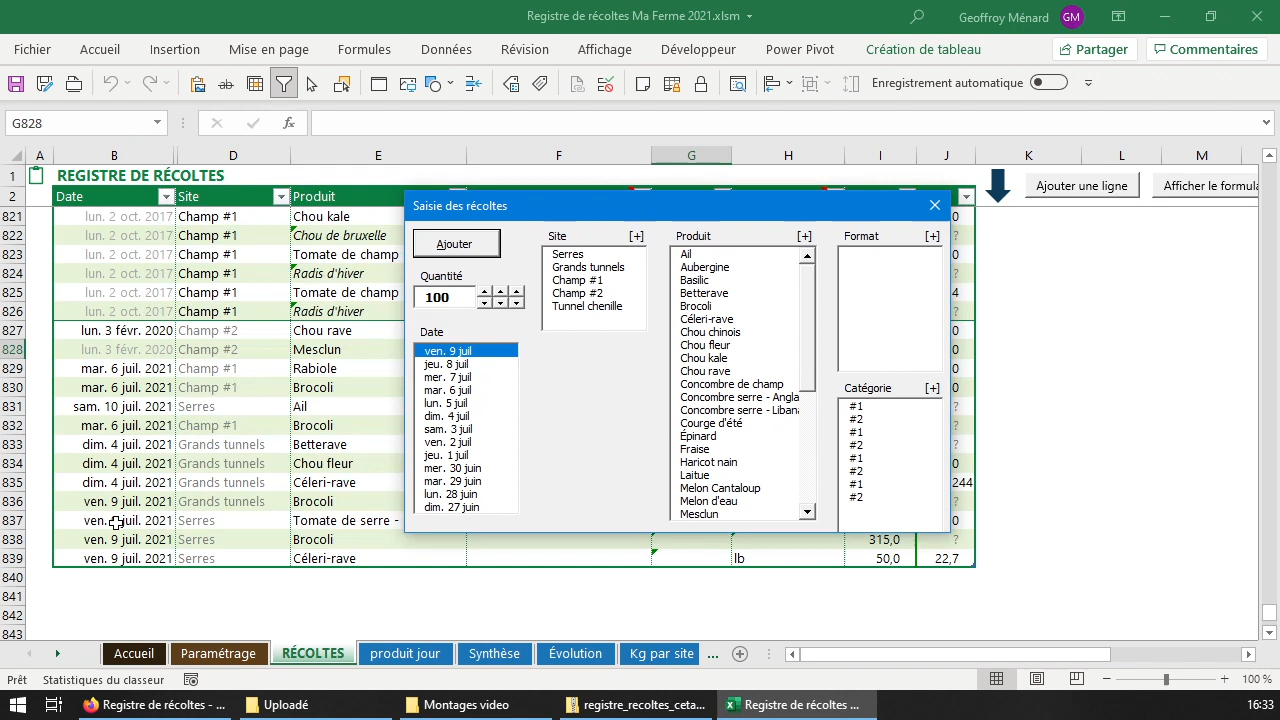 Registre de récoltes Ma Ferme 2021.xlsm
Geoffroy Ménard GM
Fichier Accueil Insertion Mise en page Formules Données Révision Affichage Développeur Power Pivot Création de tableau Partager Commentaires
Enregistrement automatique
G828
A B D E F G H I J K L M
1 REGISTRE DE RÉCOLTES
Ajouter une ligne
Afficher le formula
2 Date Site Produit
821 lun. 2 oct. 2017 Champ #1 Chou kale 0
822 lun. 2 oct. 2017 Champ #1 Chou de bruxelle ?
823 lun. 2 oct. 2017 Champ #1 Tomate de champ 0
824 lun. 2 oct. 2017 Champ #1 Radis d'hiver ?
825 lun. 2 oct. 2017 Champ #1 Tomate de champ 4
826 lun. 2 oct. 2017 Champ #1 Radis d'hiver ?
827 lun. 3 févr. 2020 Champ #2 Chou rave 0
828 lun. 3 févr. 2020 Champ #2 Mesclun ?
829 mar. 6 juil. 2021 Champ #1 Rabiole 0
830 mar. 6 juil. 2021 Champ #1 Brocoli ?
831 sam. 10 juil. 2021 Serres Ail ?
832 mar. 6 juil. 2021 Champ #1 Brocoli ?
833 dim. 4 juil. 2021 Grands tunnels Betterave ?
834 dim. 4 juil. 2021 Grands tunnels Chou fleur 0
835 dim. 4 juil. 2021 Grands tunnels Céleri-rave 244
836 ven. 9 juil. 2021 Grands tunnels Brocoli ?
837 ven. juil. 2021 Serres Tomate de serre - 0
838 ven. 9 juil. 2021 Serres Brocoli 315,0 ?
839 ven. 9 juil. 2021 Serres Céleri-rave lb 50,0 22,7
840
841
842
843
Saisie des récoltes
Ajouter
Quantité
100
Date
ven. 9 juil
jeu. 8 juil
mer. 7 juil
mar. 6 juil
lun. 5 juil
dim. 4 juil
sam. 3 juil
ven. 2 juil
jeu. 1 juil
mer. 30 juin
mar. 29 juin
lun. 28 juin
dim. 27 juin
Site [+]
Serres
Grands tunnels
Champ #1
Champ #2
Tunnel chenille
Produit [+]
Ail
Aubergine
Basilic
Betterave
Brocoli
Céleri-rave
Chou chinois
Chou fleur
Chou kale
Chou rave
Concombre de champ
Concombre serre - Angla
Concombre serre - Liban
Courge d'été
Épinard
Fraise
Haricot nain
Laitue
Melon Cantaloup
Melon d'eau
Mesclun
Format [+]
Catégorie [+]
#1
#2
#1
#2
#1
#2
#1
#2
Accueil Paramétrage RÉCOLTES produit jour Synthèse Évolution Kg par site ...
Prêt Statistiques du classeur 100 %
Registre de récoltes - ... Uploadé Montages video registre_recoltes_ceta... Registre de récoltes ... 16:33